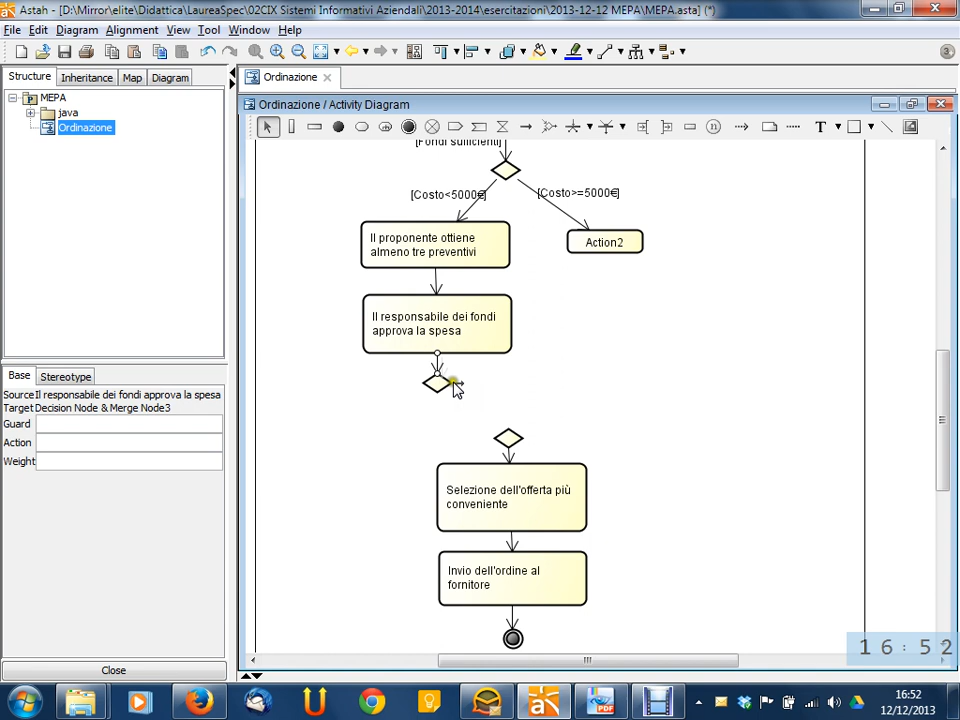 Astah - [D:\Mirror\elite\Didattica\LaureaSpec\02CIX Sistemi Informativi Aziendali\2013-2014\esercitazioni\2013-12-12 MEPA\MEPA.asta] (*)
File Edit Diagram Alignment View Tool Window Help
3
Structure Inheritance Map Diagram
Ordinazione
MEPA
java
Ordinazione
Ordinazione / Activity Diagram
T
[Fondi sufficienti]
[Costo<5000€]
[Costo>=5000€]
Il proponente ottiene
almeno tre preventivi
Action2
Il responsabile dei fondi
approva la spesa
Base Stereotype
Source Il responsabile dei fondi approva la spesa
Target Decision Node & Merge Node3
Guard
Action
Weight
Selezione dell'offerta più
conveniente
Invio dell'ordine al
fornitore
Close
16:52
16:52
12/12/2013